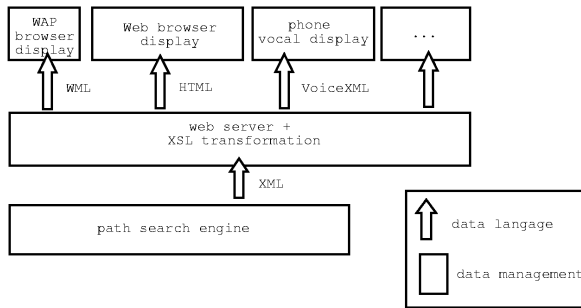 WAP
browser
display
Web browser
display
phone
vocal display
...
WML
HTML
VoiceXML
web server +
XSL transformation
XML
path search engine
data langage
data management